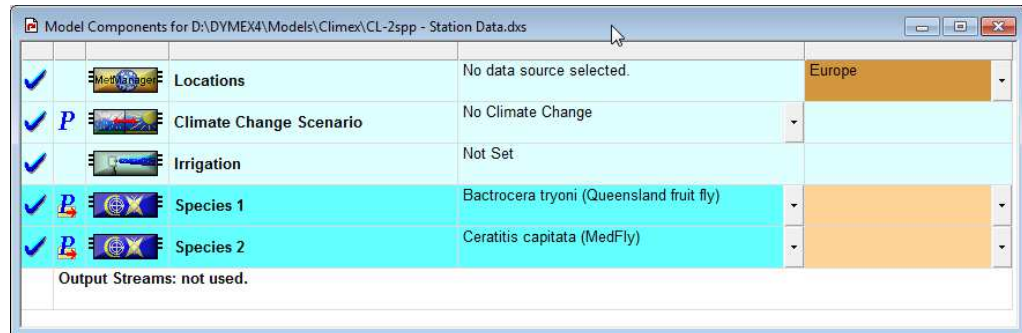 Model Components for D:\DYMEX4\Models\Climex\CL-2spp - Station Data.dxs
MetManager Locations No data source selected. Europe
P Climate Change Scenario No Climate Change
Irrigation Not Set
P Species 1 Bactrocera tryoni (Queensland fruit fly)
P Species 2 Ceratitis capitata (MedFly)
Output Streams: not used.